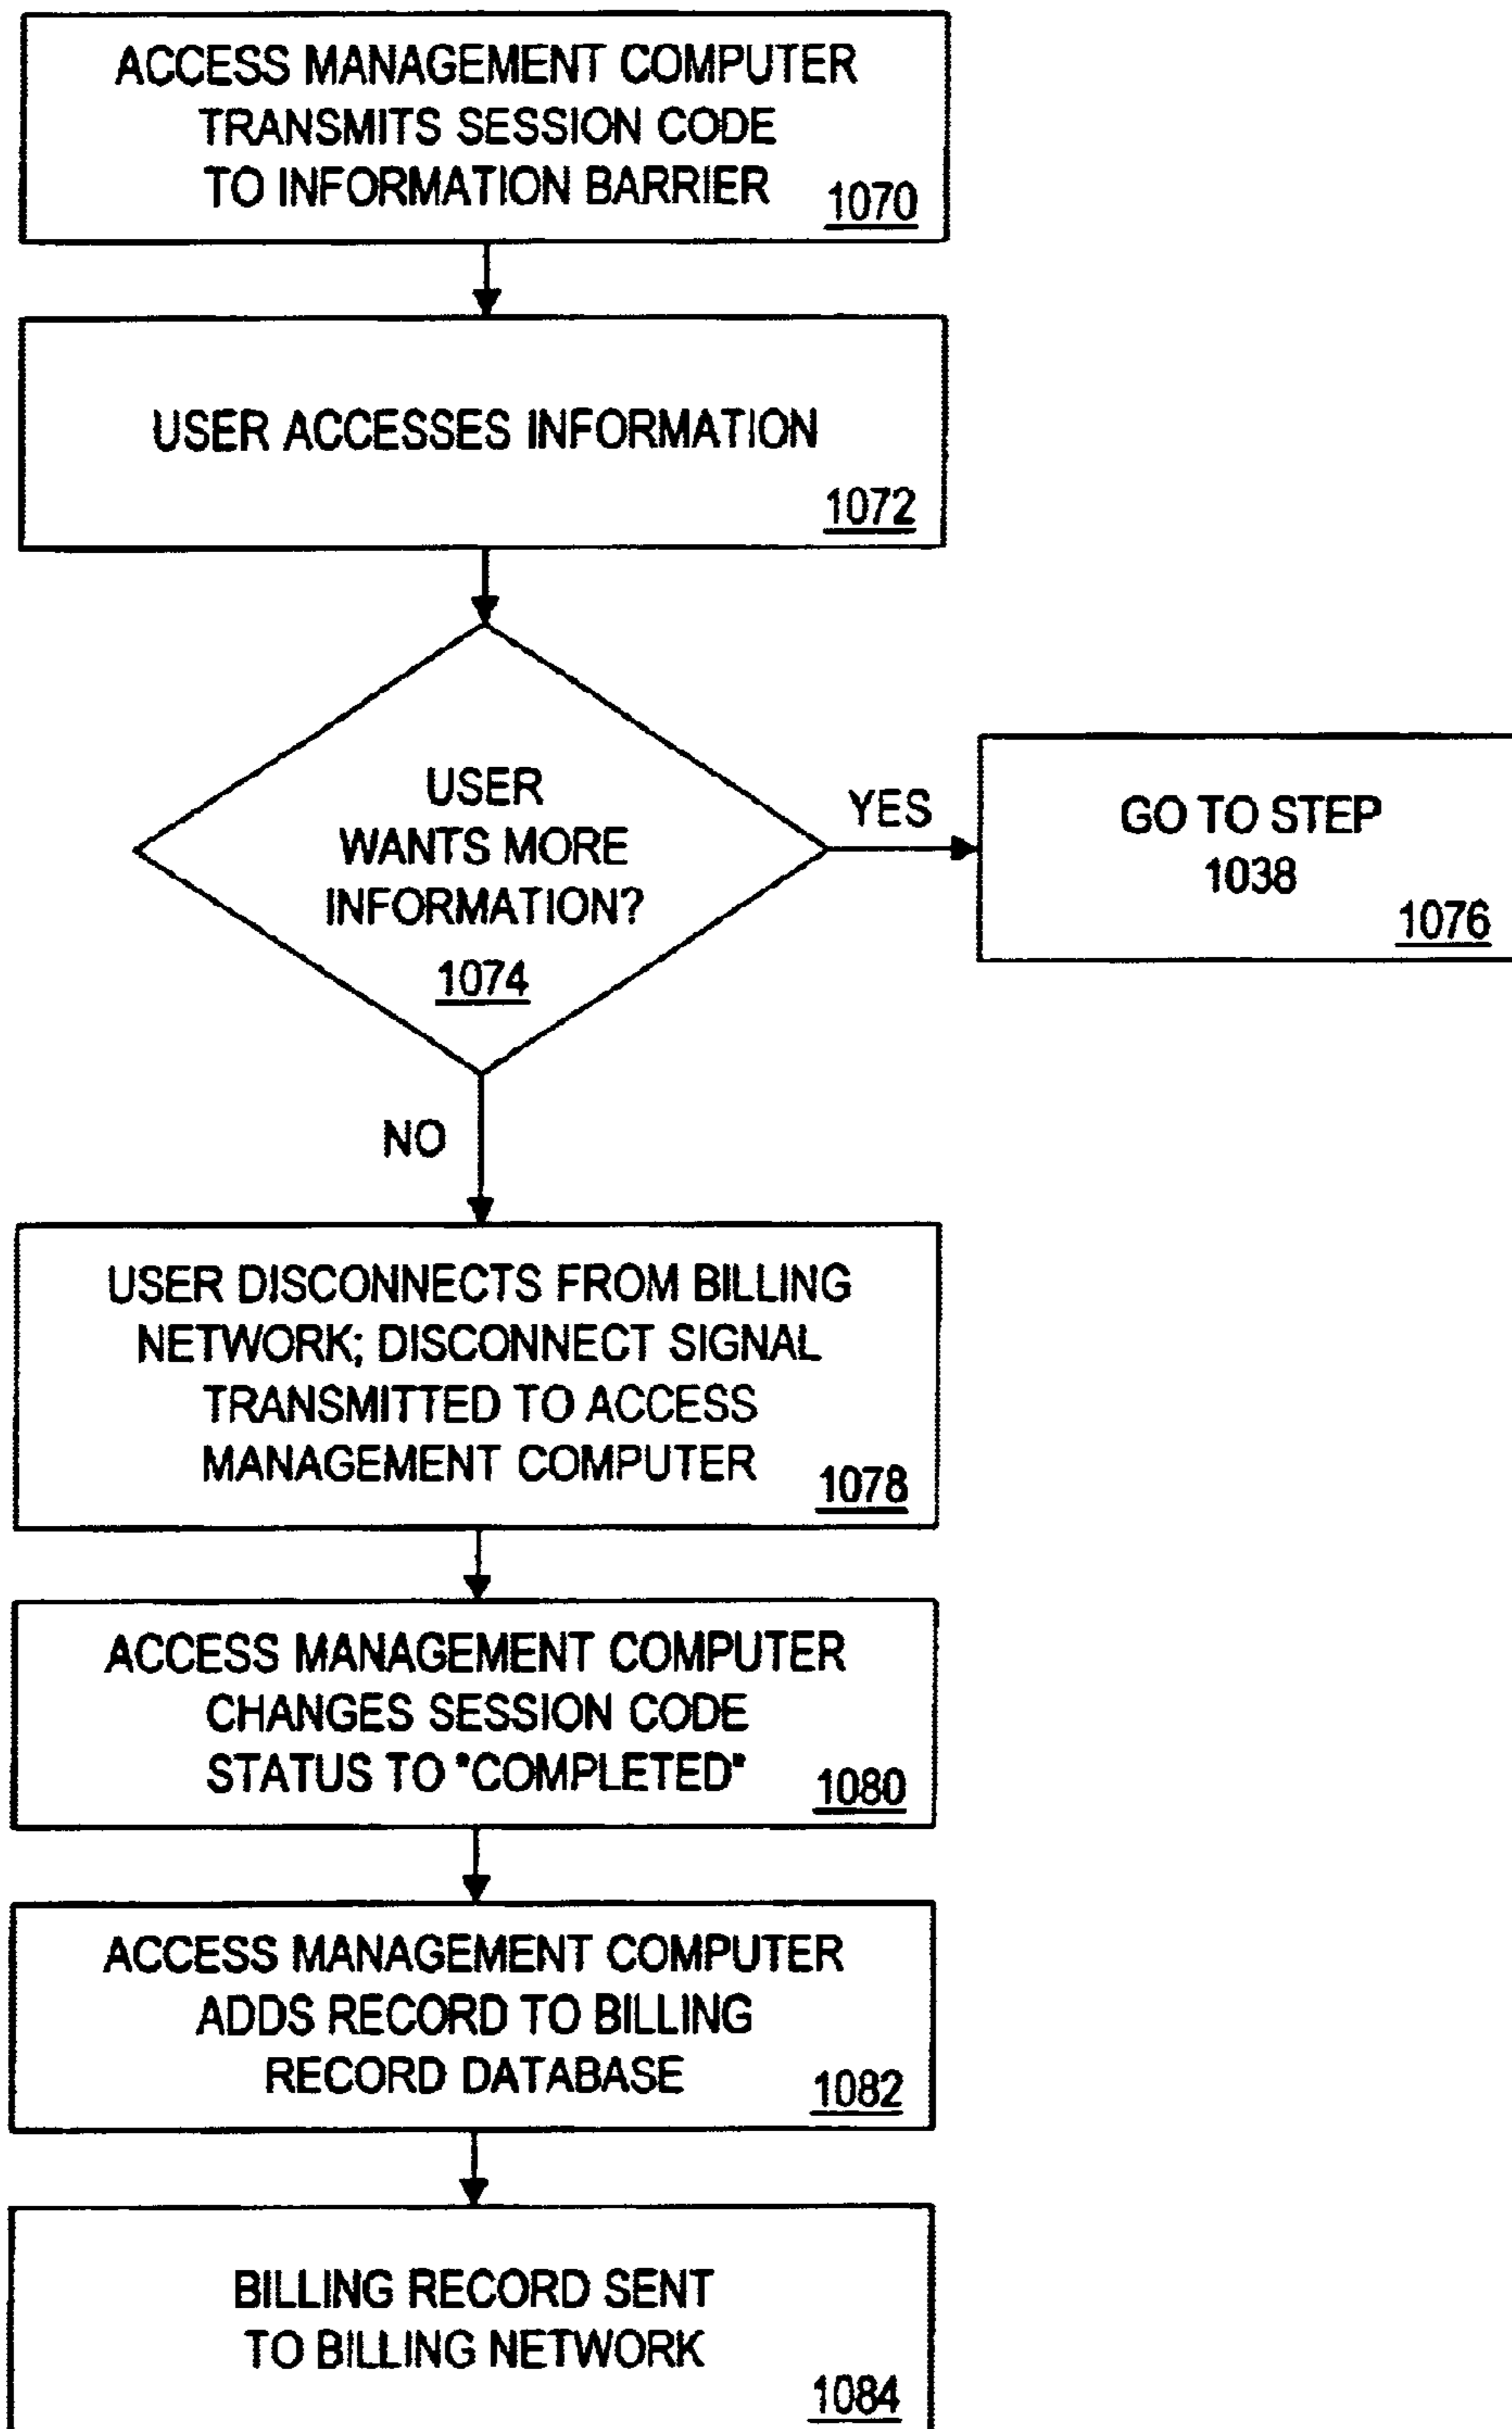 ACCESS MANAGEMENT COMPUTER
TRANSMITS SESSION CODE
TO INFORMATION BARRIER
1070
USER ACCESSES INFORMATION
1072
USER
WANTS MORE
INFORMATION?
1074
YES
GO TO STEP
1038
1076
NO
USER DISCONNECTS FROM BILLING
NETWORK; DISCONNECT SIGNAL
TRANSMITTED TO ACCESS
MANAGEMENT COMPUTER
1078
ACCESS MANAGEMENT COMPUTER
CHANGES SESSION CODE
STATUS TO "COMPLETED"
1080
ACCESS MANAGEMENT COMPUTER
ADDS RECORD TO BILLING
RECORD DATABASE
1082
BILLING RECORD SENT
TO BILLING NETWORK
1084